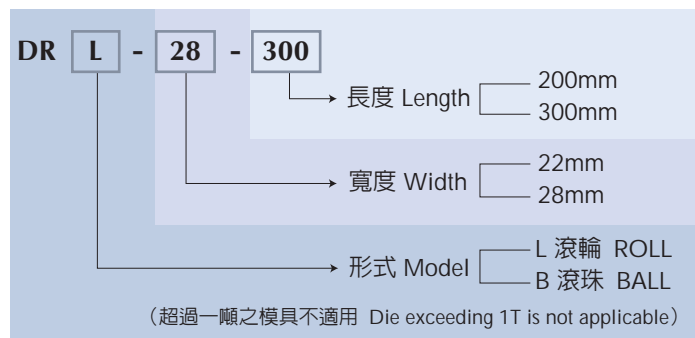 DR L - 28 - 300
長度 Length
200mm
300mm
寬度 Width
22mm
28mm
形式 Model
L 滾輪 ROLL
B 滾珠 BALL
（超過一噸之模具不適用 Die exceeding 1T is not applicable）